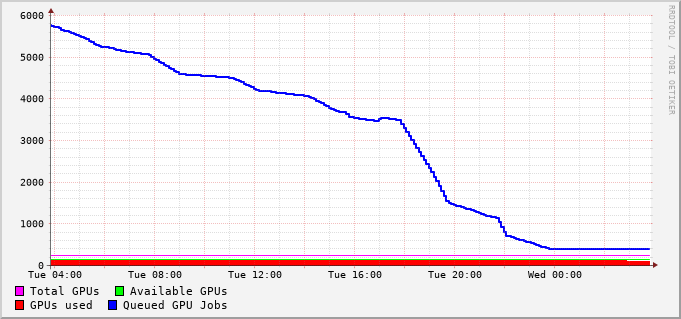 6000
5000
4000
3000
2000
1000
0
Tue 04:00 Tue 08:00 Tue 12:00 Tue 16:00 Tue 20:00 Wed 00:00
Total GPUs Available GPUs
GPUs used Queued GPU Jobs
RRDTOOL / TOBI OETIKER